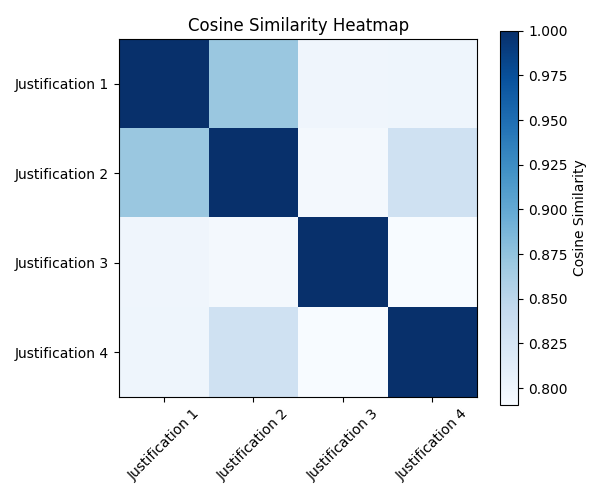 Cosine Similarity Heatmap
Justification 1
Justification 2
Justification 3
Justification 4
Justification 1
Justification 2
Justification 3
Justification 4
1.000
0.975
0.950
0.925
0.900
0.875
0.850
0.825
0.800
Cosine Similarity